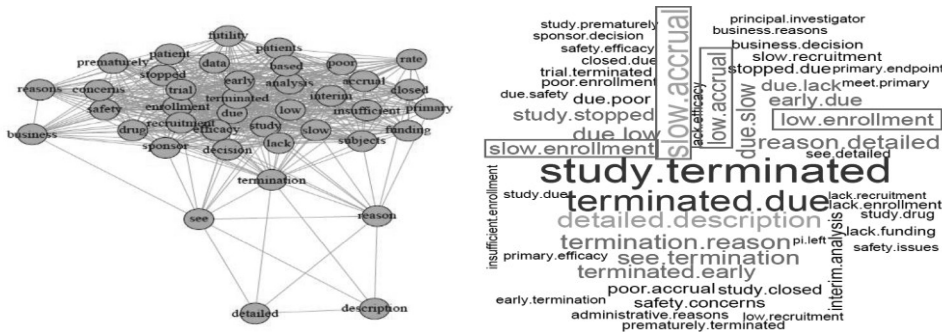 futility
patient
patients
rate
prematurely
data
based
poor
stopped
early
analysis
accrual
reasons
concerns
trial
closed
terminated
interim
safety
enrollment
low
insufficient
primary
due
recruitment
business
drug
efficacy
study
slow
funding
sponsor
decision
lack
subjects
termination
see
reason
detailed
description
study.prematurely
sponsor.decision
safety.efficacy
closed.due
trial.terminated
poor.enrollment
due.safety
due.poor
study.stopped
due.low
slow.enrollment
slow.accrual
lack.efficacy
low.accrual
due.slow
principal.investigator
business.reasons
business.decision
slow.recruitment
stopped.due
primary.endpoint
due.lack
meet.primary
early.due
low.enrollment
reason.detailed
see.detailed
study.terminated
insufficient.enrollment
study.due
terminated.due
lack.recruitment
lack.enrollment
study.drug
detailed.description
lack.funding
termination.reason
pi.left
interim.analysis
safety.issues
primary.efficacy
see.termination
terminated.early
poor.accrual
study.closed
early.termination
safety.concerns
administrative.reasons
low.recruitment
prematurely.terminated